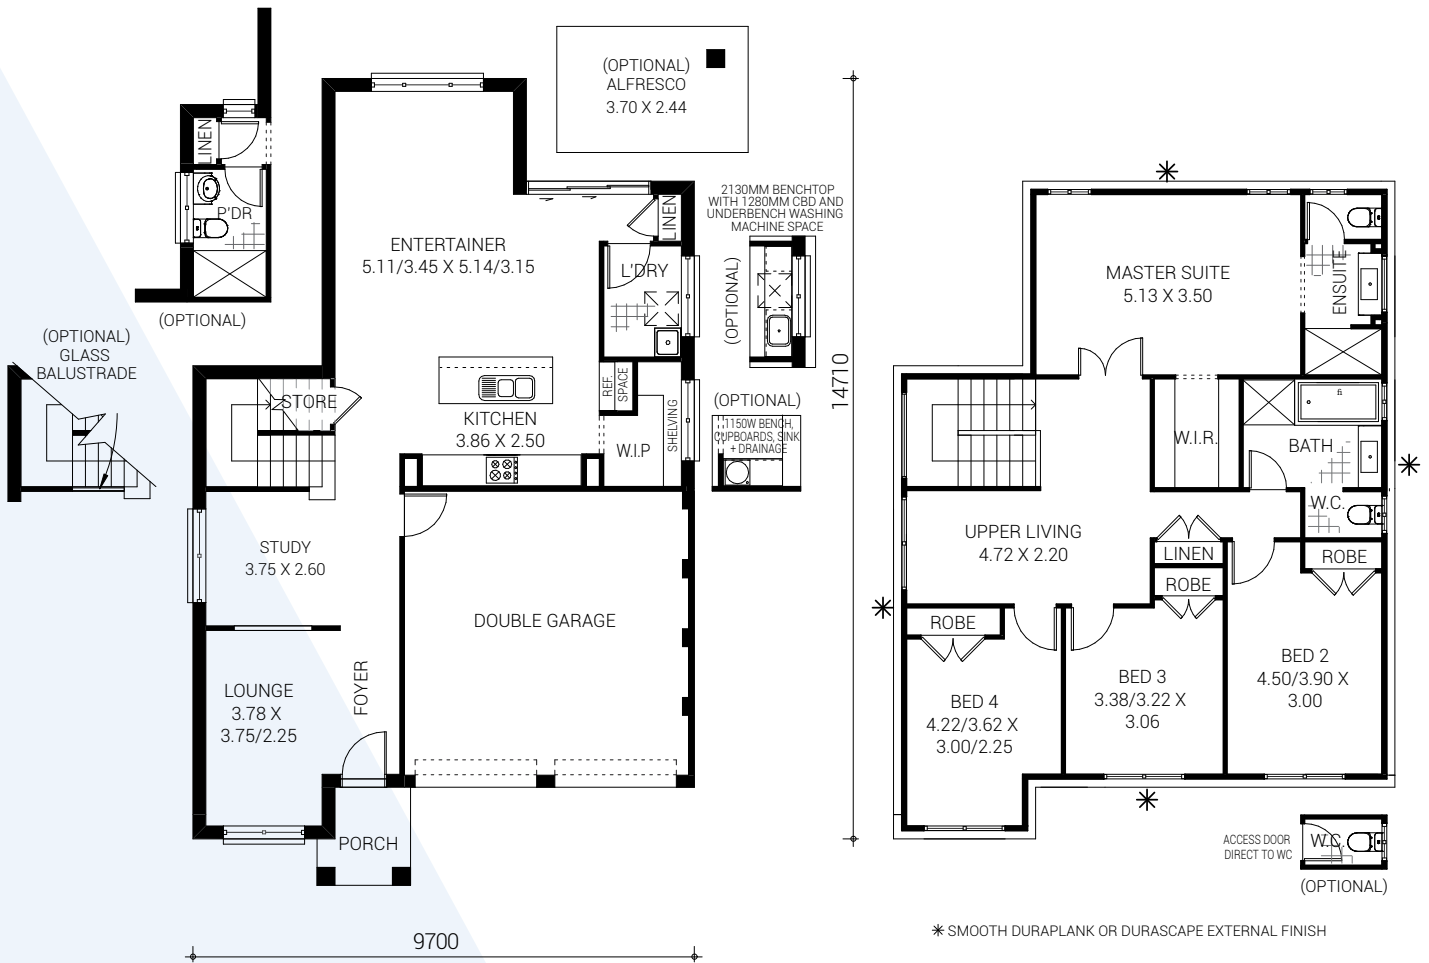 (OPTIONAL)
ALFRESCO
3.70 X 2.44
LINEN
P'DR
(OPTIONAL)
(OPTIONAL)
GLASS
BALUSTRADE
ENTERTAINER
5.11/3.45 X 5.14/3.15
LINEN
L'DRY
2130MM BENCHTOP
WITH 1280MM CBD AND
UNDERBENCH WASHING
MACHINE SPACE
(OPTIONAL)
STORE
KITCHEN
3.86 X 2.50
REF.
SPACE
SHELVING
W.I.P
(OPTIONAL)
1150W BENCH,
CUPBOARDS, SINK
+ DRAINAGE
STUDY
3.75 X 2.60
DOUBLE GARAGE
LOUNGE
3.78 X
3.75/2.25
FOYER
PORCH
9700
14710
MASTER SUITE
5.13 X 3.50
ENSUITE
W.I.R.
BATH
W.C.
UPPER LIVING
4.72 X 2.20
LINEN
ROBE
ROBE
ROBE
BED 2
4.50/3.90 X
3.00
BED 3
3.38/3.22 X
3.06
BED 4
4.22/3.62 X
3.00/2.25
ACCESS DOOR
DIRECT TO WC
W.C.
(OPTIONAL)
✳ SMOOTH DURAPLANK OR DURASCAPE EXTERNAL FINISH